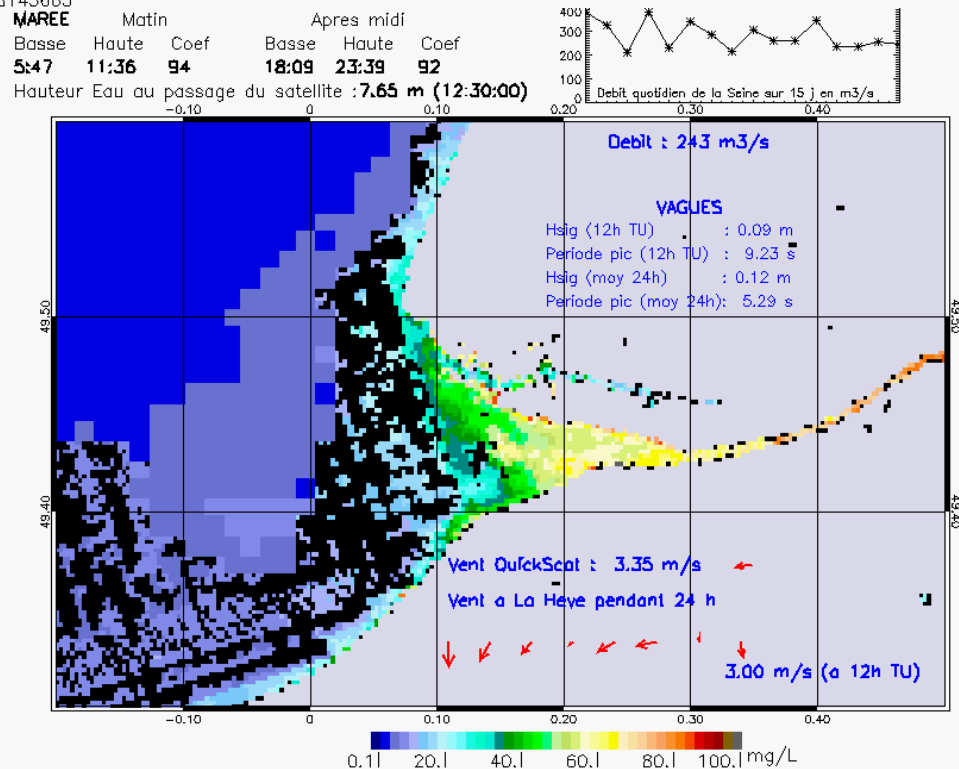 MAREE Matin Apres midi
Basse Haute Coef Basse Haute Coef
5:47 11:36 94 18:09 23:39 92
Hauteur Eau au passage du satellite :7.65 m (12:30:00)
400
300
200
100
0
Debit quotidien de la Seine sur 15 j en m3/s
-0.10 0 0.10 0.20 0.30 0.40
Debit : 243 m3/s
VAGUES
Hsig (12h TU) : 0.09 m
Periode pic (12h TU) : 9.23 s
Hsig (moy 24h) : 0.12 m
Periode pic (moy 24h): 5.29 s
49.50 49.50
49.40 49.40
Vent QuickScat : 3.35 m/s
Vent a La Heve pendant 24 h
3.00 m/s (a 12h TU)
-0.10 0 0.10 0.20 0.30 0.40
0.1| 20.| 40.| 60.| 80.| 100.| mg/L